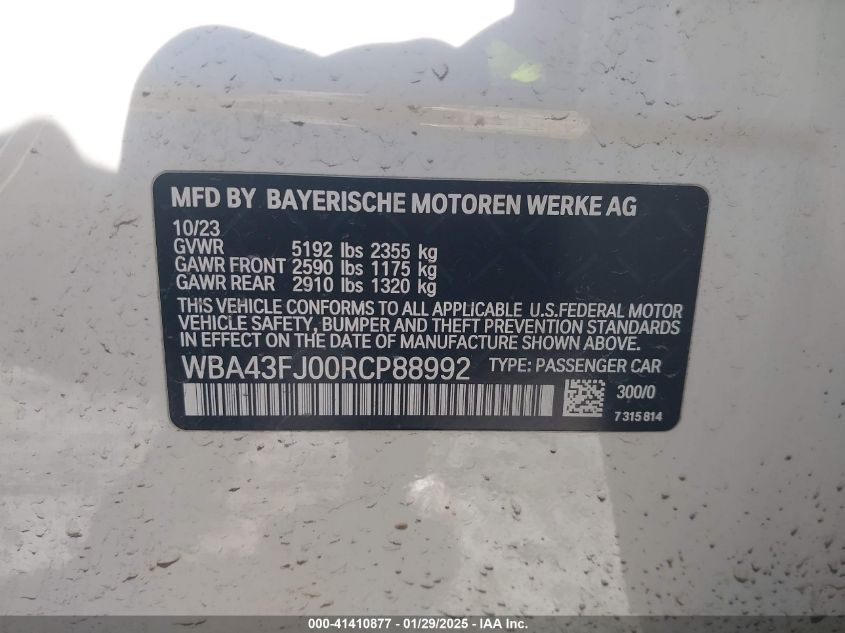 MFD BY BAYERISCHE MOTOREN WERKE AG
10/23
GVWR 5192 lbs 2355 kg
GAWR FRONT 2590 lbs 1175 kg
GAWR REAR 2910 lbs 1320 kg
THIS VEHICLE CONFORMS TO ALL APPLICABLE U.S.FEDERAL MOTOR
VEHICLE SAFETY, BUMPER AND THEFT PREVENTION STANDARDS
IN EFFECT ON THE DATE OF MANUFACTURE SHOWN ABOVE.
WBA43FJ00RCP88992 TYPE: PASSENGER CAR
300/0
7 315 814
000-41410877 - 01/29/2025 - IAA Inc.